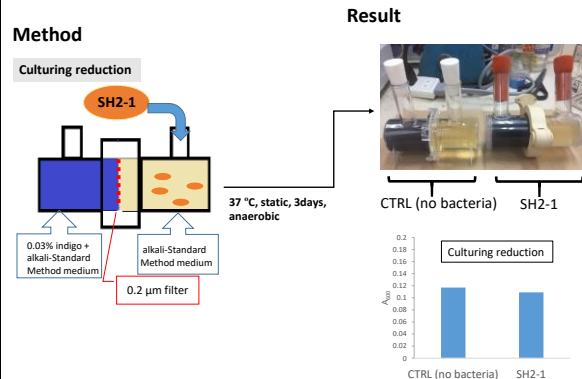 Result
Method
Culturing reduction
SH2-1
37 °C, static, 3days,
anaerobic
CTRL (no bacteria)
SH2-1
0.03% indigo +
alkali-Standard
Method medium
alkali-Standard
Method medium
0.2 μm filter
Culturing reduction
0.2
0.18
0.16
0.14
0.12
0.1
0.08
0.06
0.04
0.02
0
A600
CTRL (no bacteria)
SH2-1